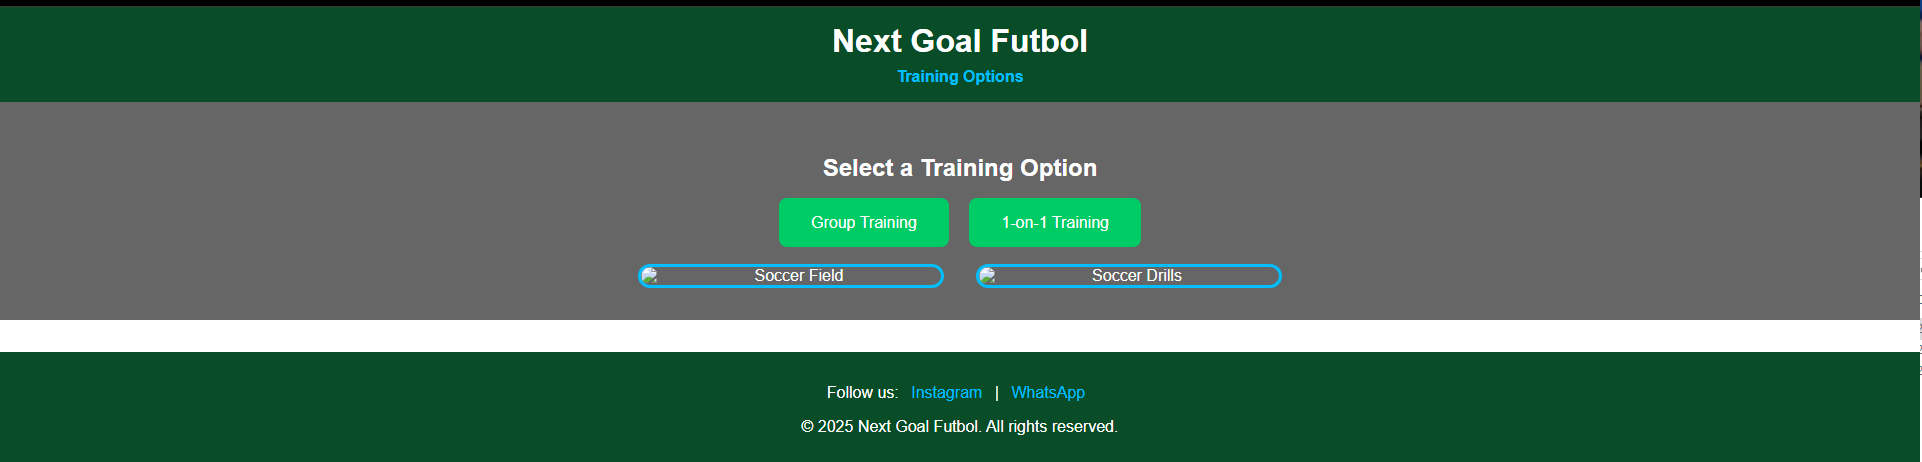 Next Goal Futbol
Training Options
Select a Training Option
Group Training
1-on-1 Training
Soccer Field
Soccer Drills
Follow us: Instagram | WhatsApp
© 2025 Next Goal Futbol. All rights reserved.